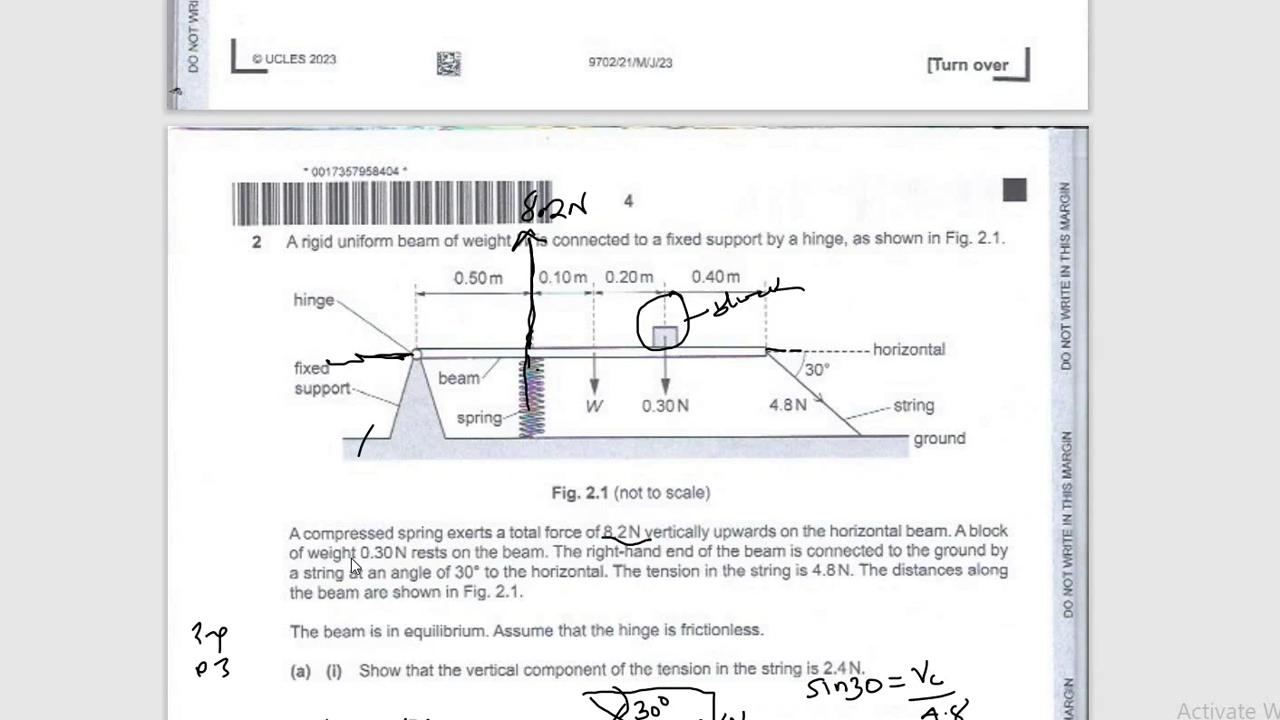 DO NOT WRI
© UCLES 2023
9702/21/M/J/23
[Turn over
* 0017357958404 *
8.2N
4
2 A rigid uniform beam of weight is connected to a fixed support by a hinge, as shown in Fig. 2.1.
0.50 m 0.10 m 0.20 m 0.40 m
hinge
block
fixed support
beam
horizontal
30°
spring
W
0.30 N
4.8 N
string
ground
Fig. 2.1 (not to scale)
A compressed spring exerts a total force of 8.2 N vertically upwards on the horizontal beam. A block
of weight 0.30 N rests on the beam. The right-hand end of the beam is connected to the ground by
a string at an angle of 30° to the horizontal. The tension in the string is 4.8 N. The distances along
the beam are shown in Fig. 2.1.
The beam is in equilibrium. Assume that the hinge is frictionless.
(a) (i) Show that the vertical component of the tension in the string is 2.4 N.
sin30 = Vc
4.8
30°
DO NOT WRITE IN THIS MARGIN
DO NOT WRITE IN THIS MARGIN
ARGIN
Activate W